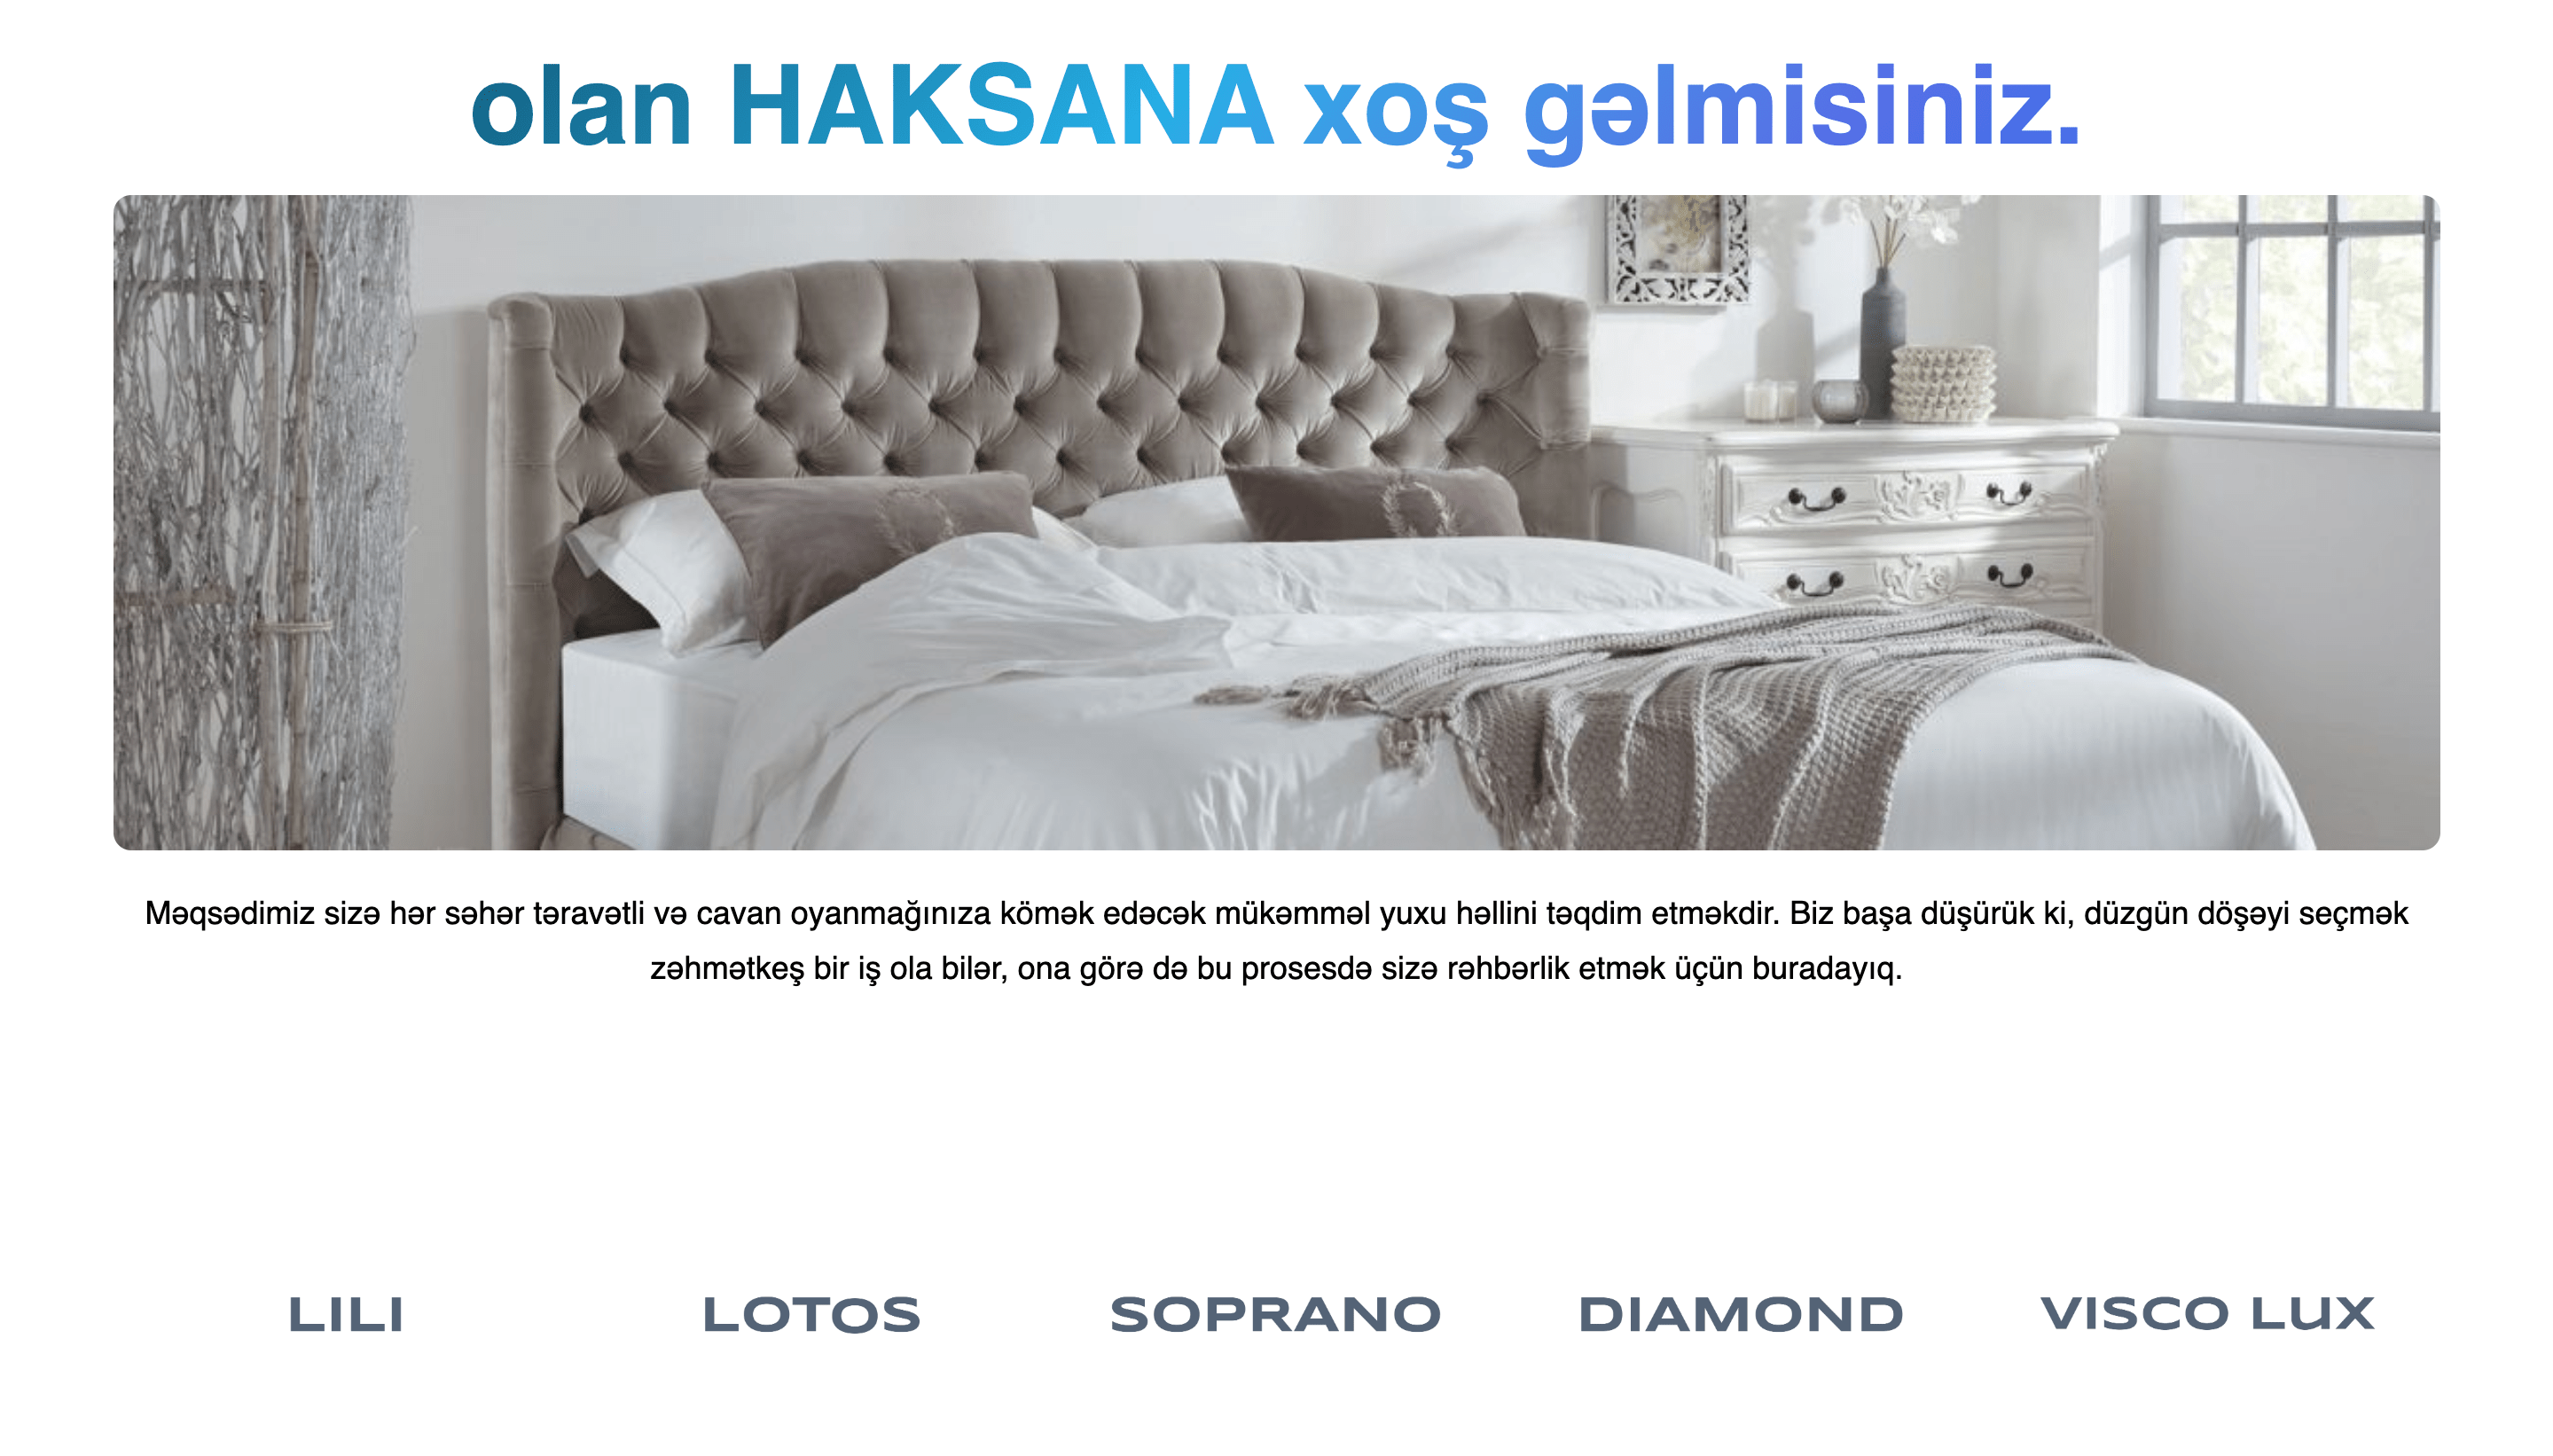 olan HAKSANA xoş gəlmisiniz.
Məqsədimiz sizə hər səhər təravətli və cavan oyanmağınıza kömək edəcək mükəmməl yuxu həllini təqdim etməkdir. Biz başa düşürük ki, düzgün döşəyi seçmək
zəhmətkeş bir iş ola bilər, ona görə də bu prosesdə sizə rəhbərlik etmək üçün buradayıq.
LILI LOTOS SOPRANO DIAMOND VISCO LUX